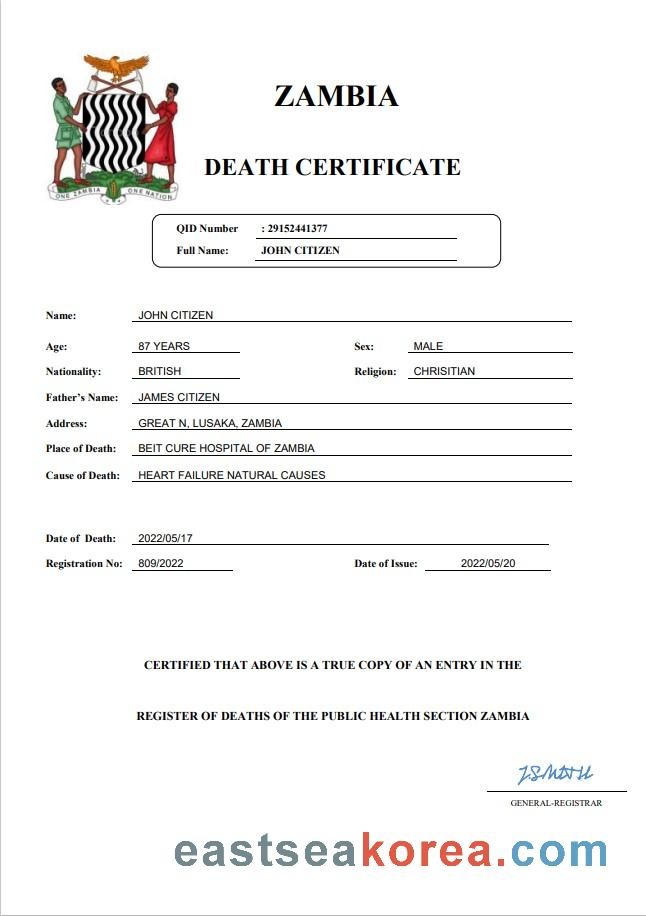 ZAMBIA
DEATH CERTIFICATE
ONE ZAMBIA ONE NATION
QID Number : 29152441377
Full Name: JOHN CITIZEN
Name: JOHN CITIZEN
Age: 87 YEARS Sex: MALE
Nationality: BRITISH Religion: CHRISITIAN
Father's Name: JAMES CITIZEN
Address: GREAT N, LUSAKA, ZAMBIA
Place of Death: BEIT CURE HOSPITAL OF ZAMBIA
Cause of Death: HEART FAILURE NATURAL CAUSES
Date of Death: 2022/05/17
Registration No: 809/2022 Date of Issue: 2022/05/20
CERTIFIED THAT ABOVE IS A TRUE COPY OF AN ENTRY IN THE
REGISTER OF DEATHS OF THE PUBLIC HEALTH SECTION ZAMBIA
GENERAL-REGISTRAR
eastseakorea.com